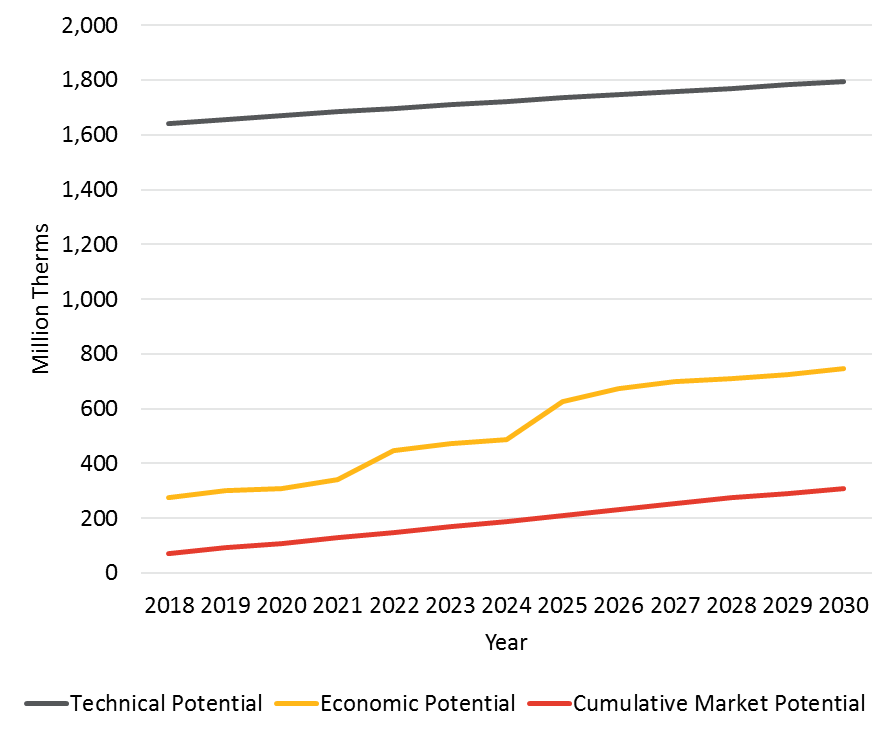 2,000
1,800
1,600
1,400
1,200
1,000
800
600
400
200
0
Million Therms
2018 2019 2020 2021 2022 2023 2024 2025 2026 2027 2028 2029 2030
Year
Technical Potential Economic Potential Cumulative Market Potential